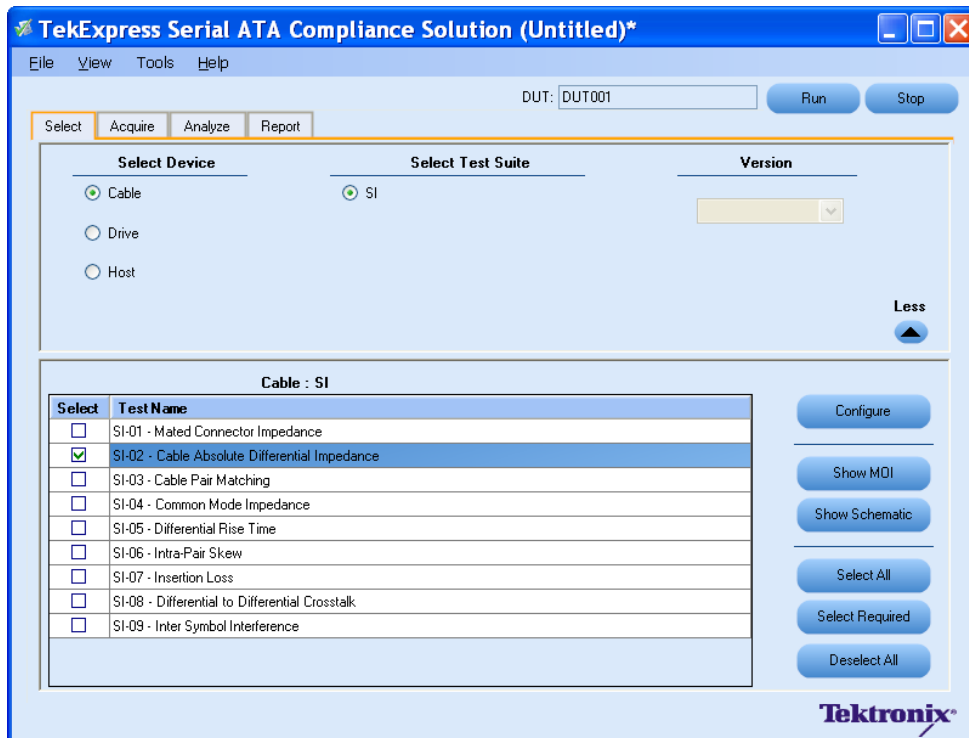 TekExpress Serial ATA Compliance Solution (Untitled)*
File View Tools Help
DUT: DUT001 Run Stop
Select Acquire Analyze Report
Select Device Select Test Suite Version
Cable SI
Drive
Host
Less
Cable : SI
Select Test Name
SI-01 - Mated Connector Impedance
SI-02 - Cable Absolute Differential Impedance
SI-03 - Cable Pair Matching
SI-04 - Common Mode Impedance
SI-05 - Differential Rise Time
SI-06 - Intra-Pair Skew
SI-07 - Insertion Loss
SI-08 - Differential to Differential Crosstalk
SI-09 - Inter Symbol Interference
Configure
Show MOI
Show Schematic
Select All
Select Required
Deselect All
Tektronix